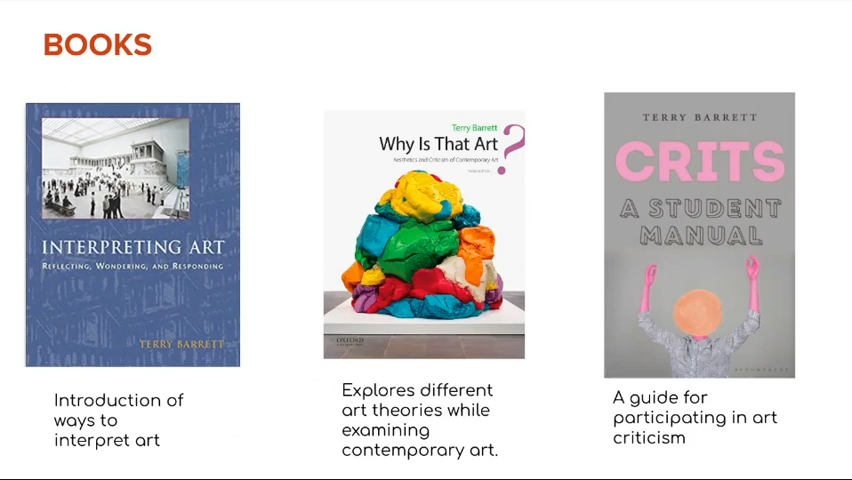 BOOKS
INTERPRETING ART
REFLECTING, WONDERING, AND RESPONDING
TERRY BARRETT
Introduction of
ways to
interpret art
Terry Barrett
Why Is That Art?
Aesthetics and Criticism of Contemporary Art
THIRD EDITION
OXFORD
Explores different
art theories while
examining
contemporary art.
TERRY BARRETT
CRITS
A STUDENT
MANUAL
BLOOMSBURY
A guide for
participating in art
criticism